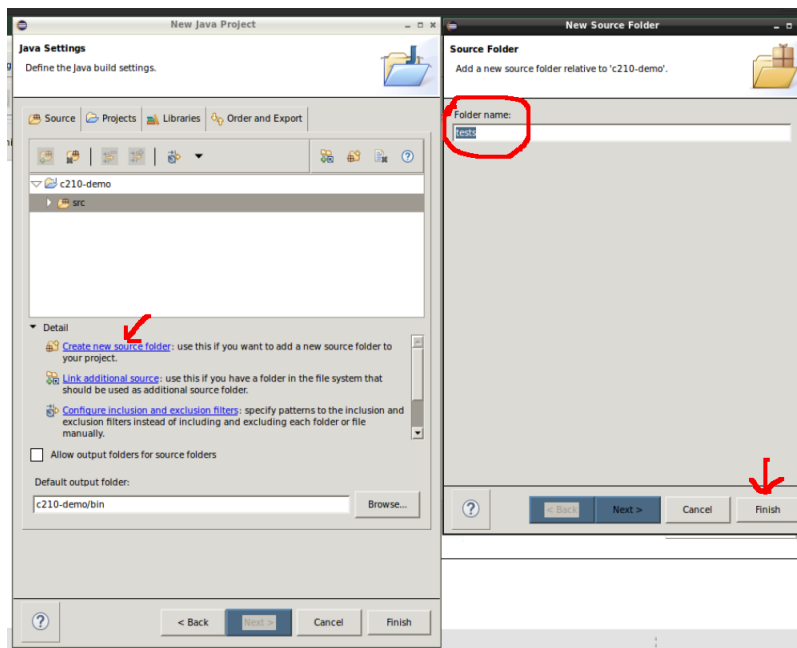 New Java Project
Java Settings
Define the Java build settings.
Source Projects Libraries Order and Export
c210-demo
src
Detail
Create new source folder: use this if you want to add a new source folder to
your project.
Link additional source: use this if you have a folder in the file system that
should be used as additional source folder.
Configure inclusion and exclusion filters: specify patterns to the inclusion and
exclusion filters instead of including and excluding each folder or file
manually.
Allow output folders for source folders
Default output folder:
c210-demo/bin
Browse...
< Back Next > Cancel Finish
New Source Folder
Source Folder
Add a new source folder relative to 'c210-demo'.
Folder name:
tests
< Back Next > Cancel Finish